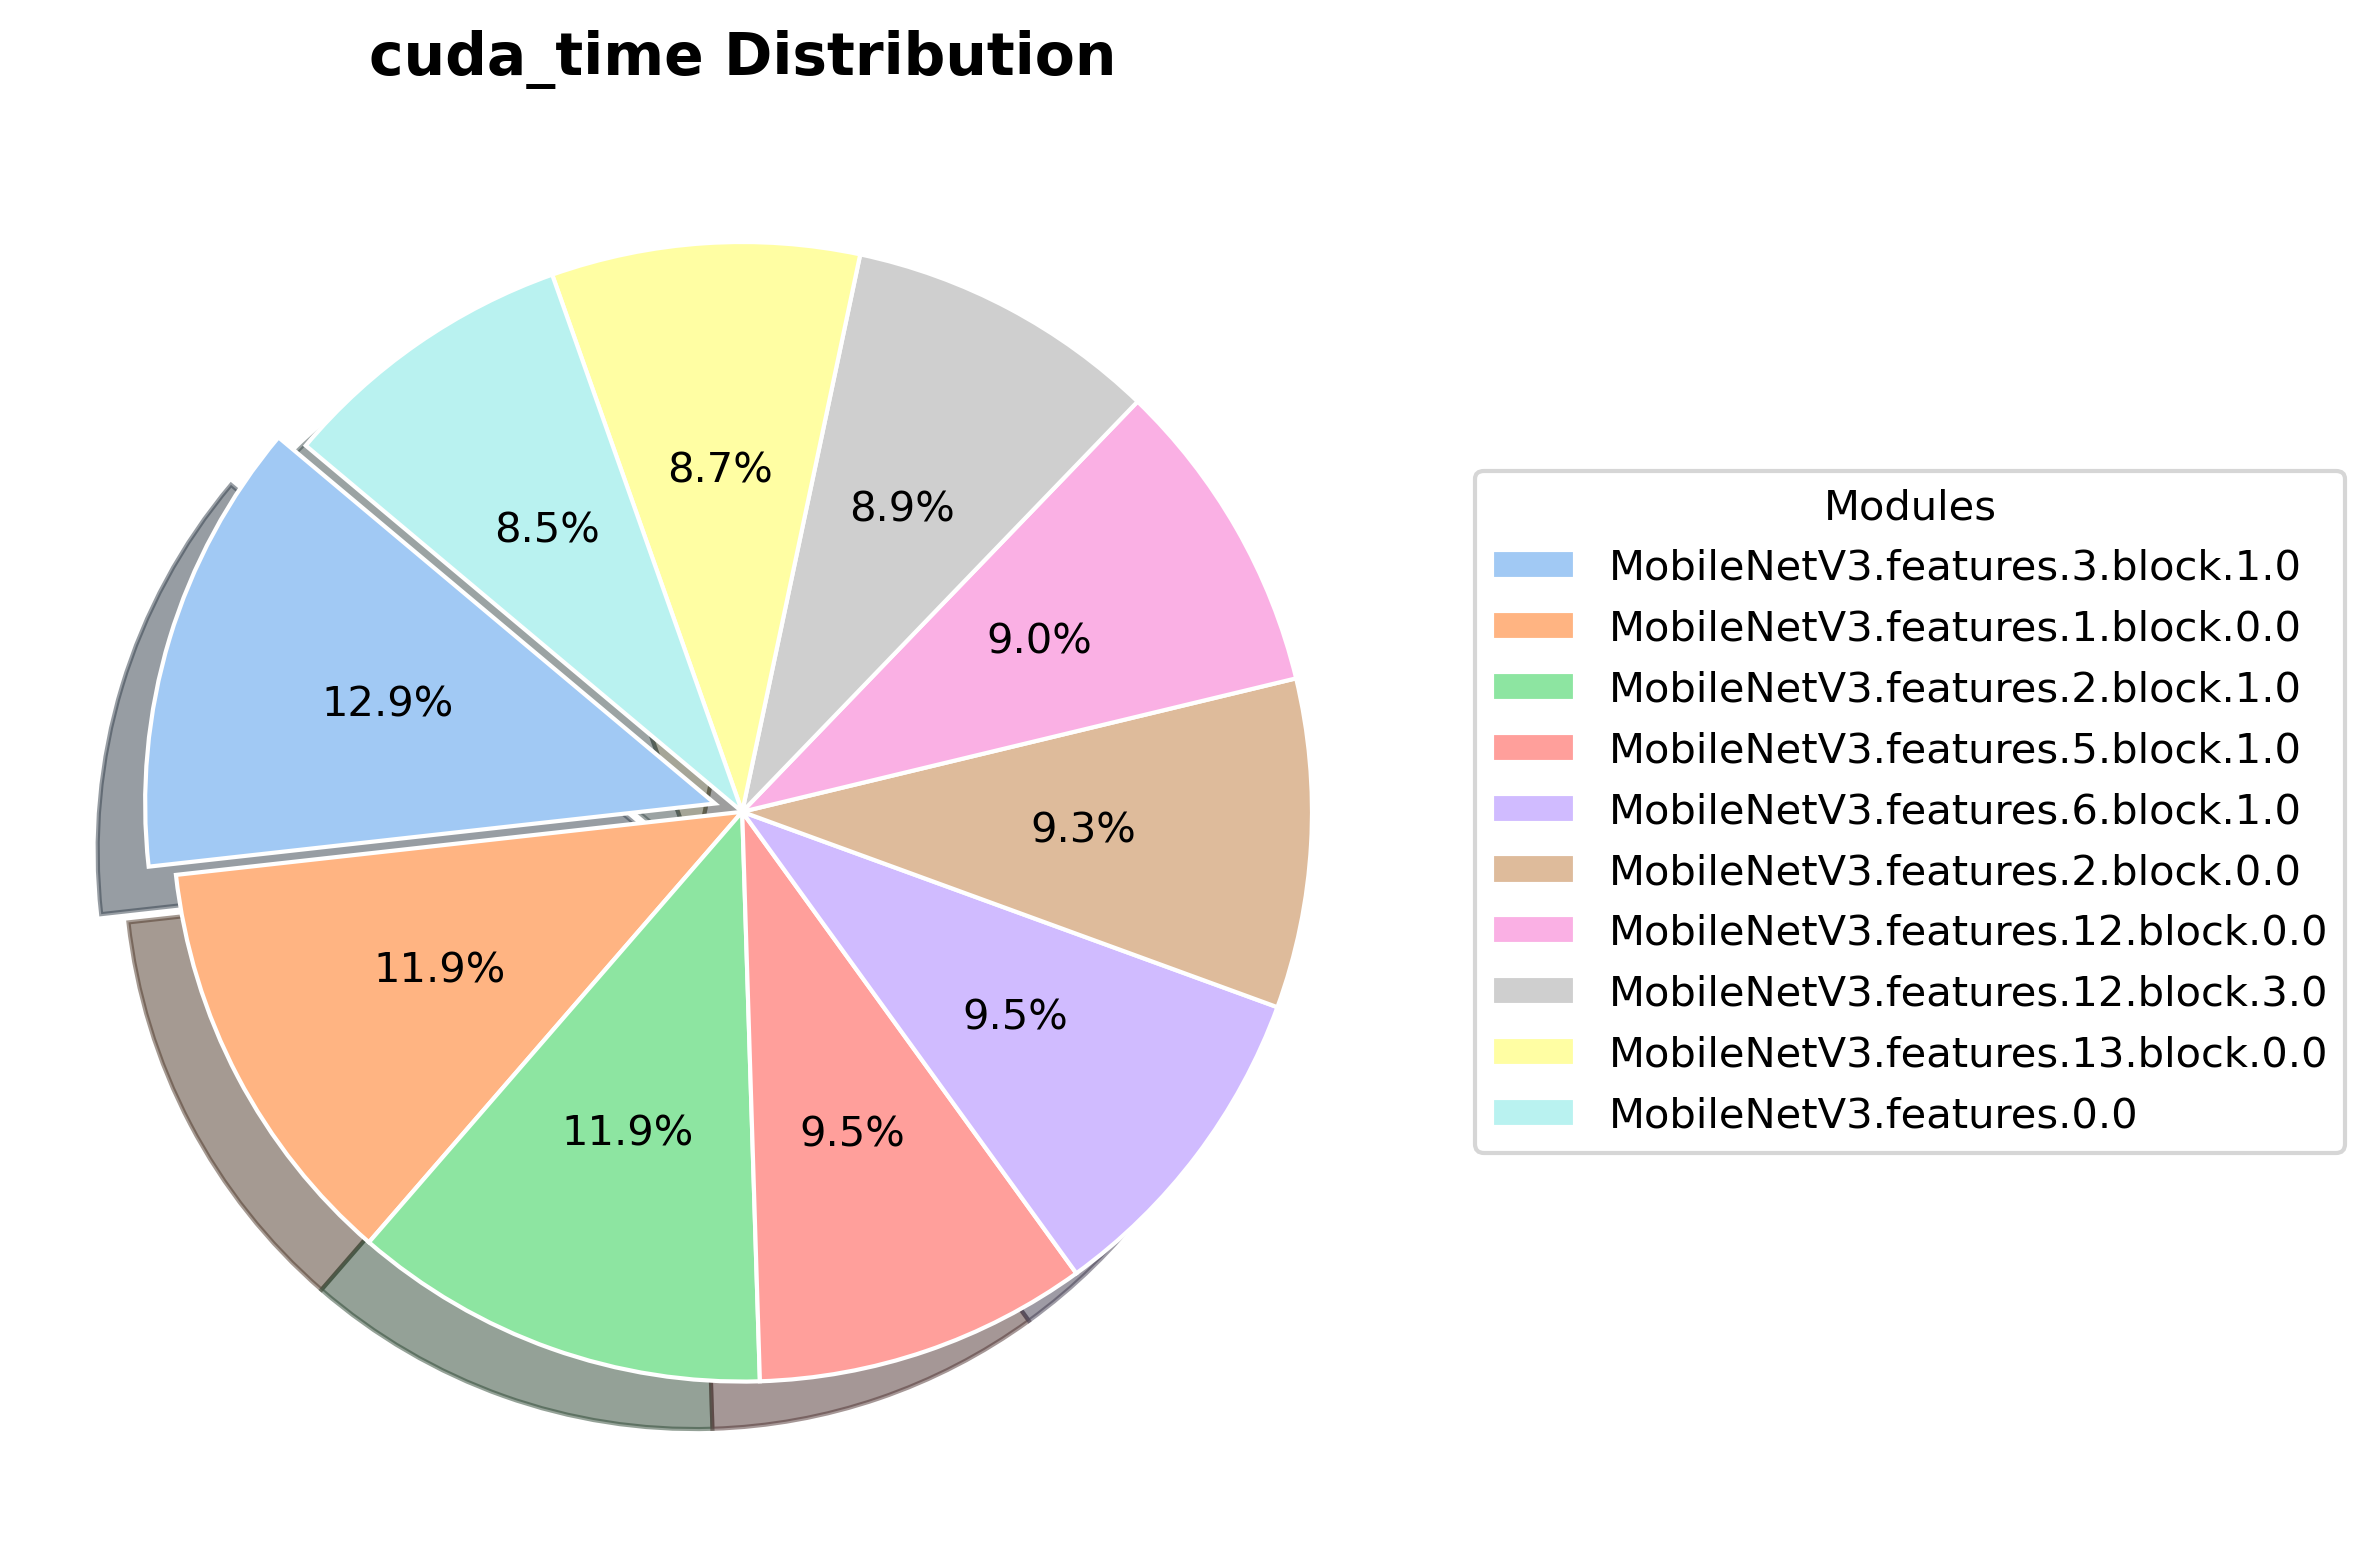 cuda_time Distribution
8.7%
8.9%
8.5%
9.0%
12.9%
9.3%
11.9%
9.5%
11.9%
9.5%
Modules
MobileNetV3.features.3.block.1.0
MobileNetV3.features.1.block.0.0
MobileNetV3.features.2.block.1.0
MobileNetV3.features.5.block.1.0
MobileNetV3.features.6.block.1.0
MobileNetV3.features.2.block.0.0
MobileNetV3.features.12.block.0.0
MobileNetV3.features.12.block.3.0
MobileNetV3.features.13.block.0.0
MobileNetV3.features.0.0